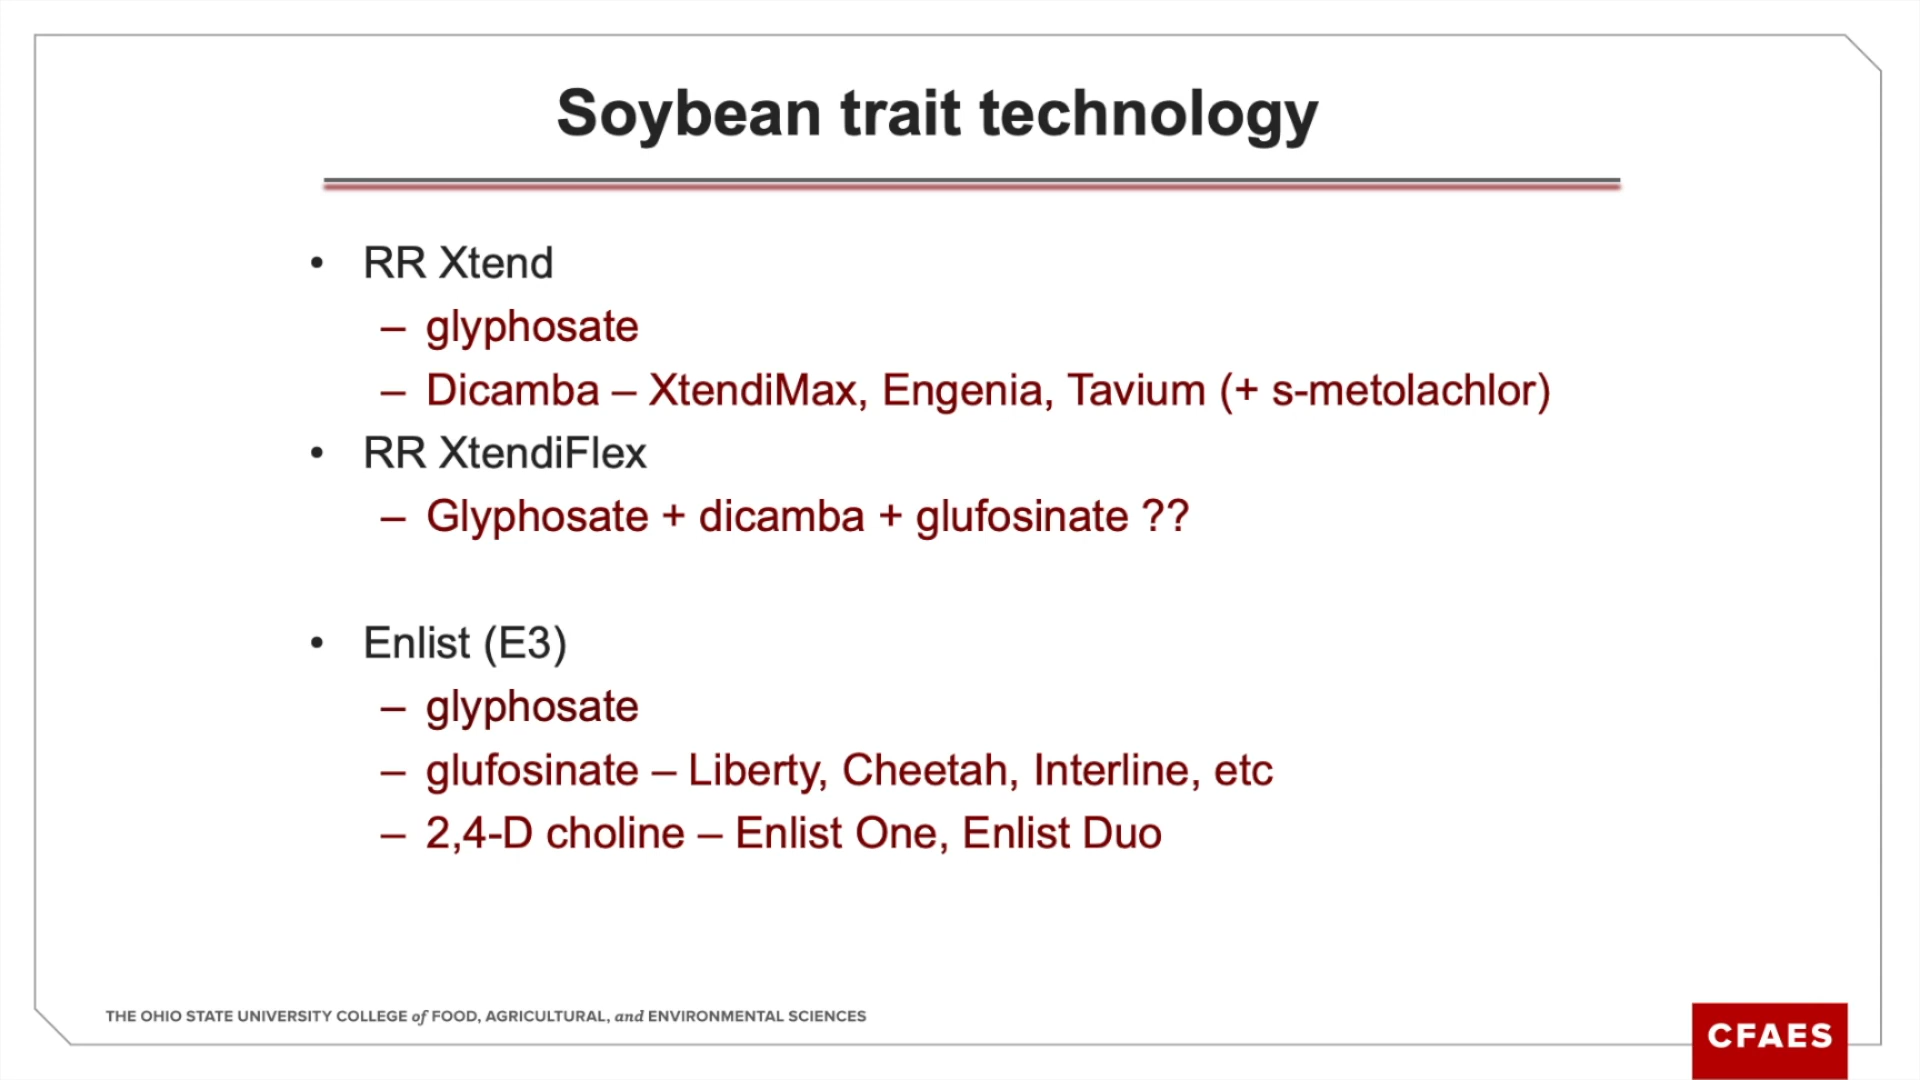 Soybean trait technology
• RR Xtend
– glyphosate
– Dicamba – XtendiMax, Engenia, Tavium (+ s-metolachlor)
• RR XtendiFlex
– Glyphosate + dicamba + glufosinate ??
• Enlist (E3)
– glyphosate
– glufosinate – Liberty, Cheetah, Interline, etc
– 2,4-D choline – Enlist One, Enlist Duo
THE OHIO STATE UNIVERSITY COLLEGE of FOOD, AGRICULTURAL, and ENVIRONMENTAL SCIENCES
CFAES